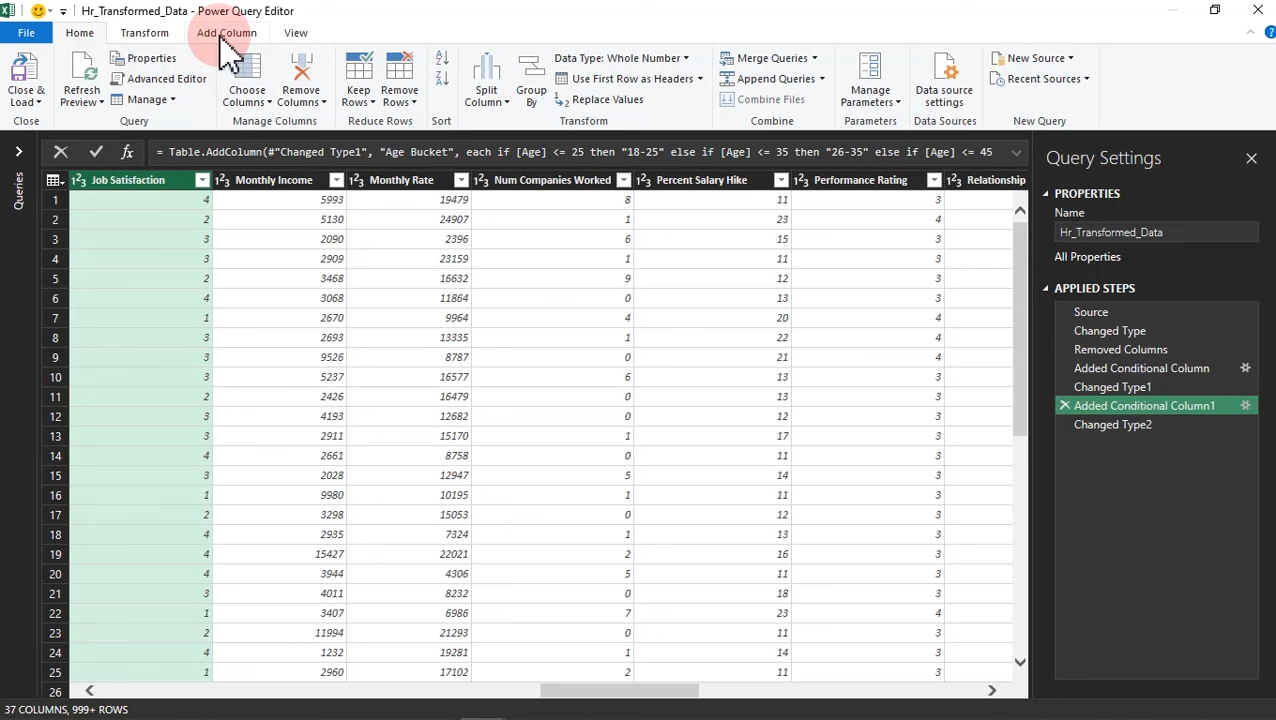 Hr_Transformed_Data - Power Query Editor
File Home Transform Add Column View
Close & Load
Close
Refresh Preview
Properties
Advanced Editor
Manage
Query
Choose Columns
Remove Columns
Manage Columns
Keep Rows
Remove Rows
Reduce Rows
Sort
Split Column
Group By
Data Type: Whole Number
Use First Row as Headers
Replace Values
Transform
Merge Queries
Append Queries
Combine Files
Combine
Manage Parameters
Parameters
Data source settings
Data Sources
New Source
Recent Sources
New Query
Queries
= Table.AddColumn(#"Changed Type1", "Age Bucket", each if [Age] <= 25 then "18-25" else if [Age] <= 35 then "26-35" else if [Age] <= 45
Job Satisfaction Monthly Income Monthly Rate Num Companies Worked Percent Salary Hike Performance Rating Relationship
1 4 5993 19479 8 11 3
2 2 5130 24907 1 23 4
3 3 2090 2396 6 15 3
4 3 2909 23159 1 11 3
5 2 3468 16632 9 12 3
6 4 3068 11864 0 13 3
7 1 2670 9964 4 20 4
8 3 2693 13335 1 22 4
9 3 9526 8787 0 21 4
10 3 5237 16577 6 13 3
11 2 2426 16479 0 13 3
12 3 4193 12682 0 12 3
13 3 2911 15170 1 17 3
14 4 2661 8758 0 11 3
15 3 2028 12947 5 14 3
16 1 9980 10195 1 11 3
17 2 3298 15053 0 12 3
18 4 2935 7324 1 13 3
19 4 15427 22021 2 16 3
20 4 3944 4306 5 11 3
21 3 4011 8232 0 18 3
22 1 3407 6986 7 23 4
23 2 11994 21293 0 11 3
24 4 1232 19281 1 14 3
25 1 2960 17102 2 11 3
26
Query Settings
PROPERTIES
Name
Hr_Transformed_Data
All Properties
APPLIED STEPS
Source
Changed Type
Removed Columns
Added Conditional Column
Changed Type1
Added Conditional Column1
Changed Type2
37 COLUMNS, 999+ ROWS